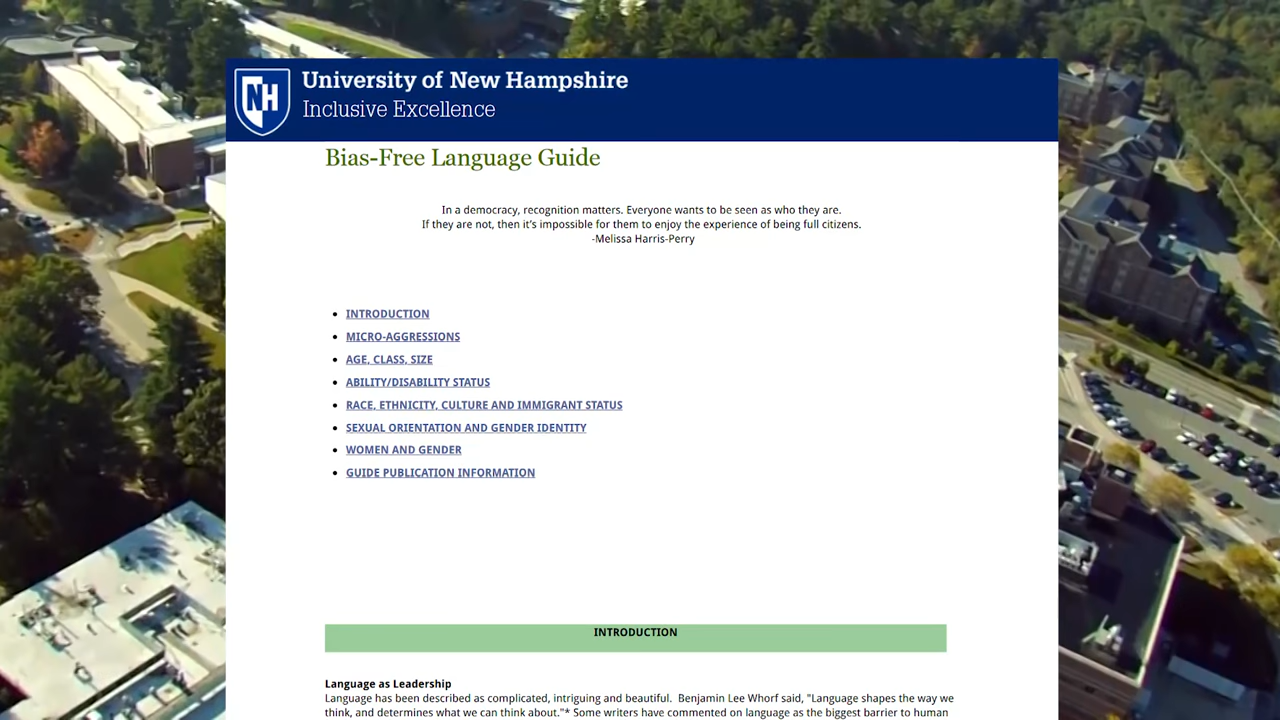 NH
University of New Hampshire
Inclusive Excellence
Bias-Free Language Guide
In a democracy, recognition matters. Everyone wants to be seen as who they are.
If they are not, then it's impossible for them to enjoy the experience of being full citizens.
-Melissa Harris-Perry
INTRODUCTION
MICRO-AGGRESSIONS
AGE, CLASS, SIZE
ABILITY/DISABILITY STATUS
RACE, ETHNICITY, CULTURE AND IMMIGRANT STATUS
SEXUAL ORIENTATION AND GENDER IDENTITY
WOMEN AND GENDER
GUIDE PUBLICATION INFORMATION
INTRODUCTION
Language as Leadership
Language has been described as complicated, intriguing and beautiful. Benjamin Lee Whorf said, "Language shapes the way we
think, and determines what we can think about."* Some writers have commented on language as the biggest barrier to human